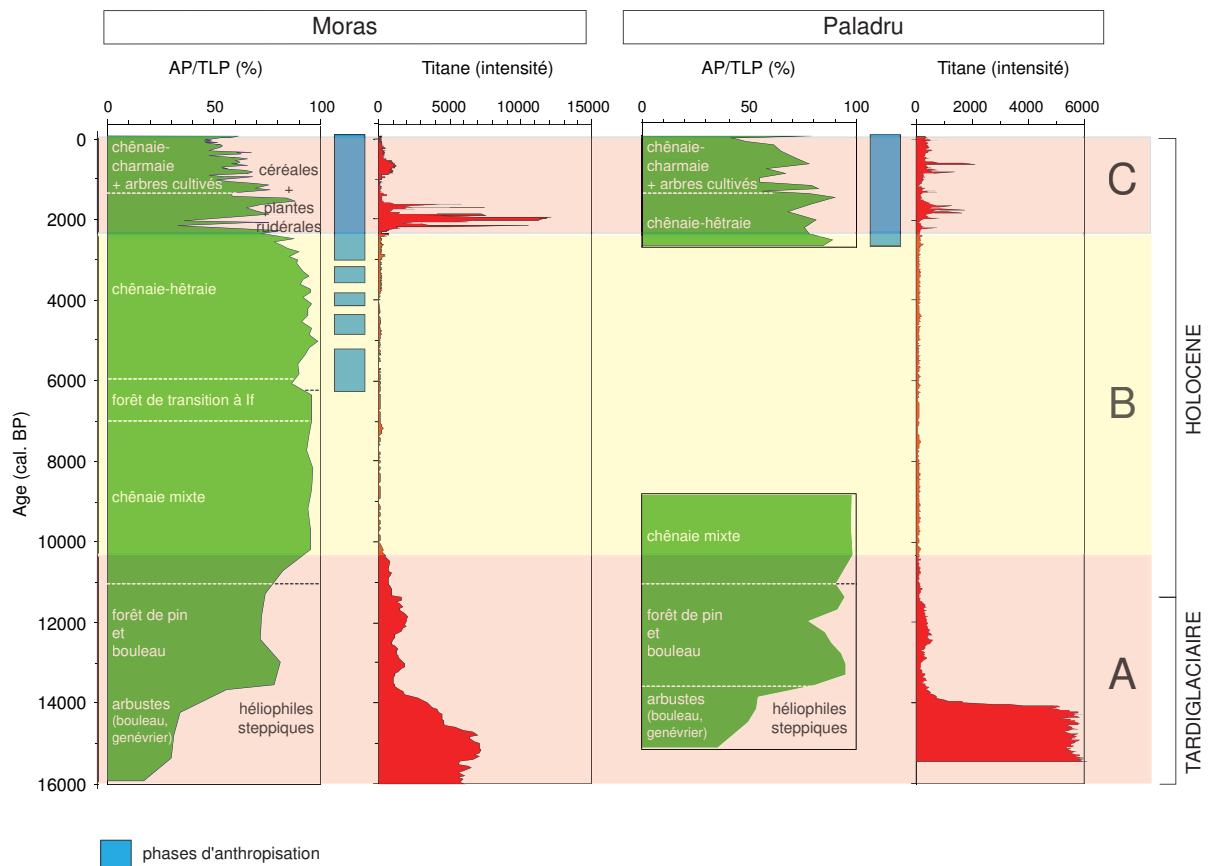 Moras
Paladru
AP/TLP (%)
Titane (intensité)
AP/TLP (%)
Titane (intensité)
0 50 100
0 5000 10000 15000
0 50 100
0 2000 4000 6000
Age (cal. BP)
0
2000
4000
6000
8000
10000
12000
14000
16000
chênaie-
charmaie
+ arbres cultivés
céréales
+
plantes
rudérales
chênaie-hêtraie
forêt de transition à If
chênaie mixte
forêt de pin
et
bouleau
arbustes
(bouleau,
genévrier)
héliophiles
steppiques
chênaie-
charmaie
+ arbres cultivés
chênaie-hêtraie
chênaie mixte
forêt de pin
et
bouleau
arbustes
(bouleau,
genévrier)
héliophiles
steppiques
C
B
A
HOLOCENE
TARDIGLACIAIRE
phases d'anthropisation